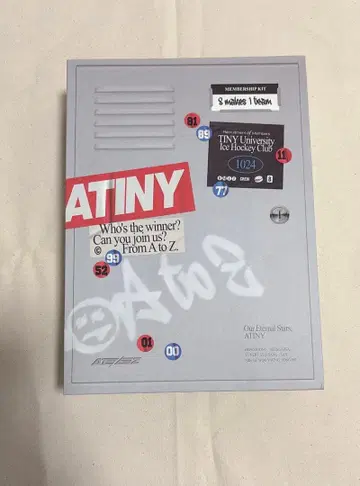 MEMBERSHIP KIT
8 makes 1 team
81
89
TINY University
Ice Hockey Club
1024
11
77
ATINY
Who's the winner?
Can you join us?
© From A to Z.
99
52
A to Z
Our Eternal Stars,
ATINY
01
00